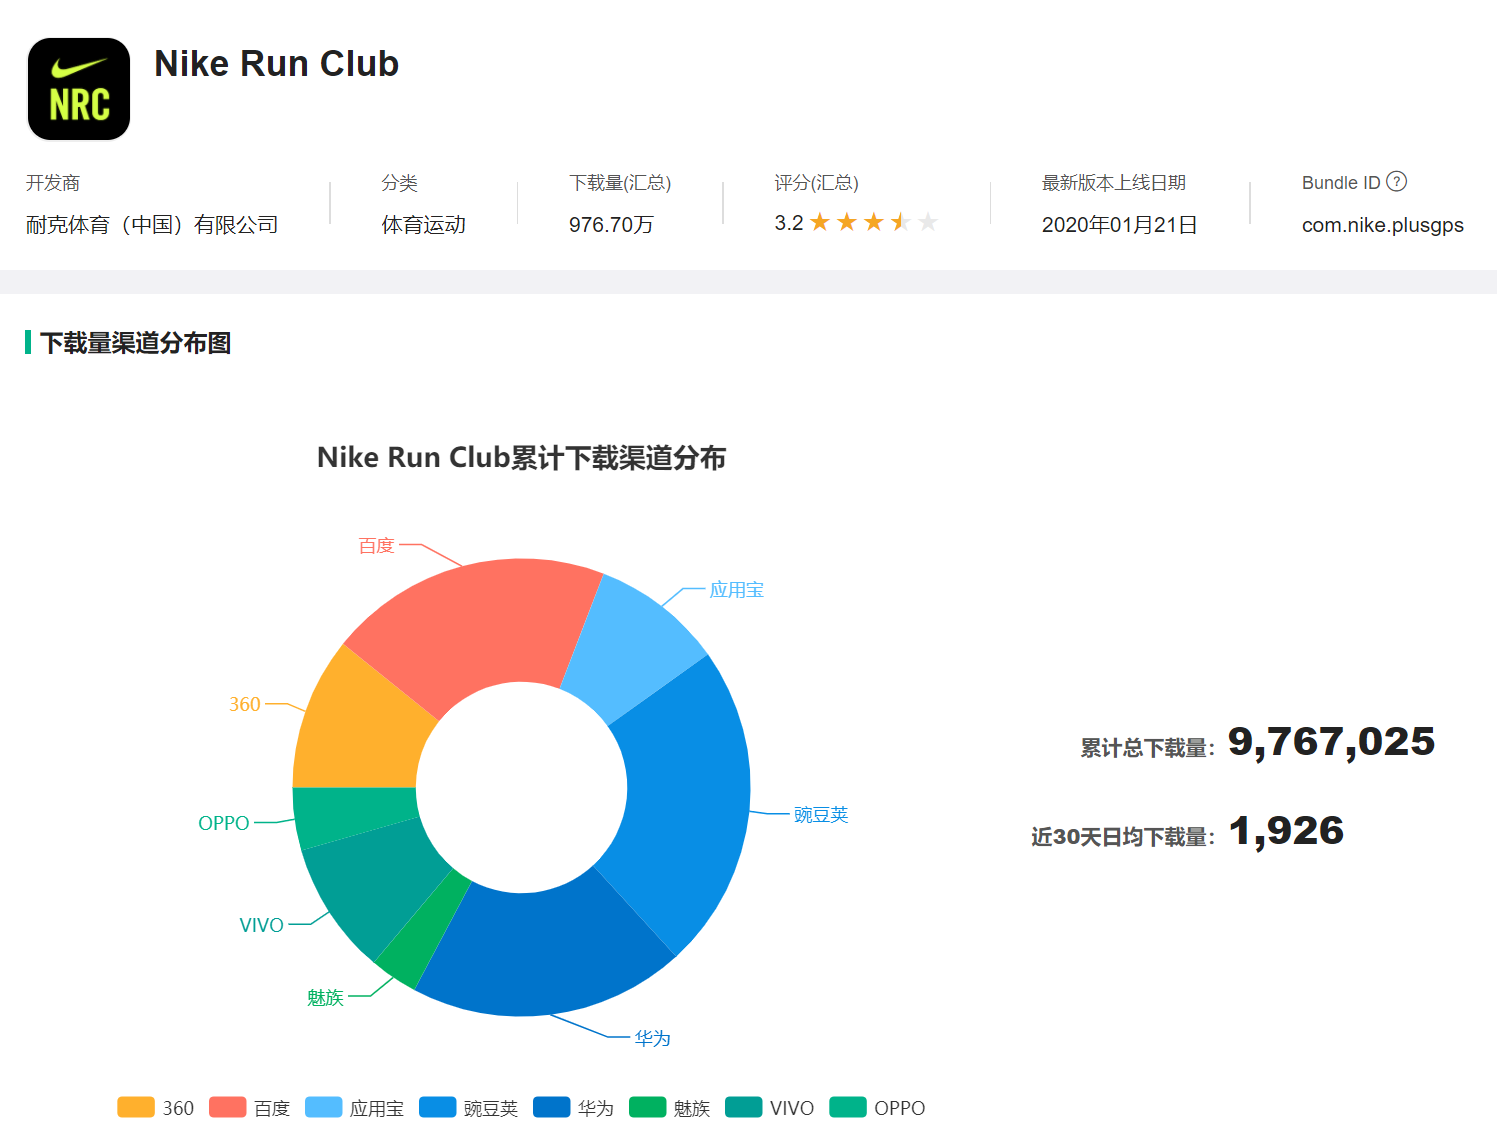 NRC
Nike Run Club
开发商
分类
下载量(汇总)
评分(汇总)
最新版本上线日期
Bundle ID ?
耐克体育（中国）有限公司
体育运动
976.70万
3.2
2020年01月21日
com.nike.plusgps
下载量渠道分布图
Nike Run Club累计下载渠道分布
百度
应用宝
360
豌豆荚
OPPO
VIVO
魅族
华为
累计总下载量：9,767,025
近30天日均下载量：1,926
360 百度 应用宝 豌豆荚 华为 魅族 VIVO OPPO